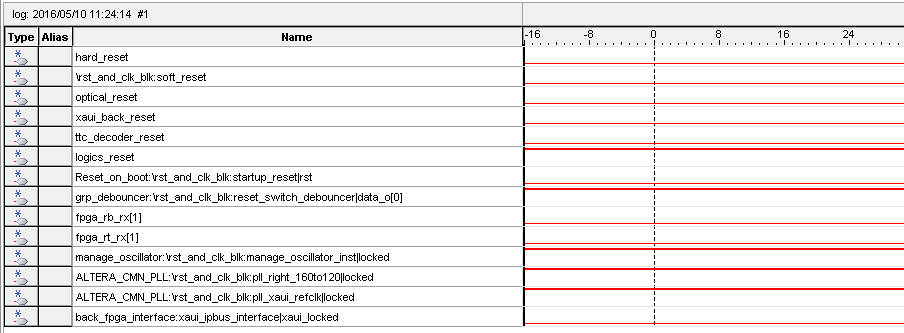 log: 2016/05/10 11:24:14 #1
Type Alias Name -16 -8 0 8 16 24
hard_reset
\rst_and_clk_blk:soft_reset
optical_reset
xaui_back_reset
ttc_decoder_reset
logics_reset
Reset_on_boot:\rst_and_clk_blk:startup_reset|rst
grp_debouncer:\rst_and_clk_blk:reset_switch_debouncer|data_o[0]
fpga_rb_rx[1]
fpga_rt_rx[1]
manage_oscillator:\rst_and_clk_blk:manage_oscillator_inst|locked
ALTERA_CMN_PLL:\rst_and_clk_blk:pll_right_160to120|locked
ALTERA_CMN_PLL:\rst_and_clk_blk:pll_xaui_refclk|locked
back_fpga_interface:xaui_ipbus_interface|xaui_locked